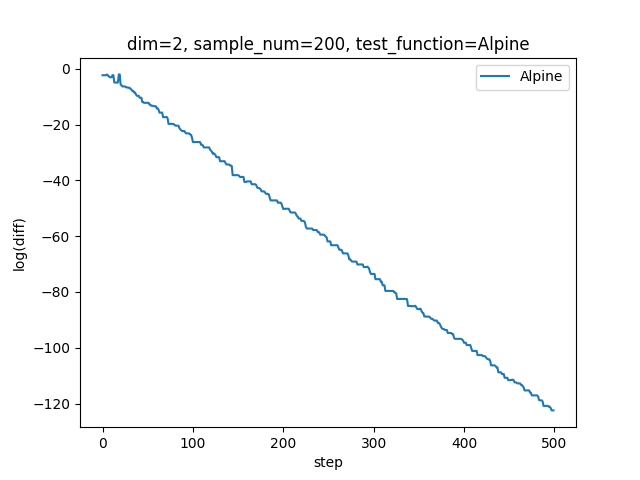 dim=2, sample_num=200, test_function=Alpine
Alpine
0
−20
−40
−60
−80
−100
−120
log(diff)
0 100 200 300 400 500
step